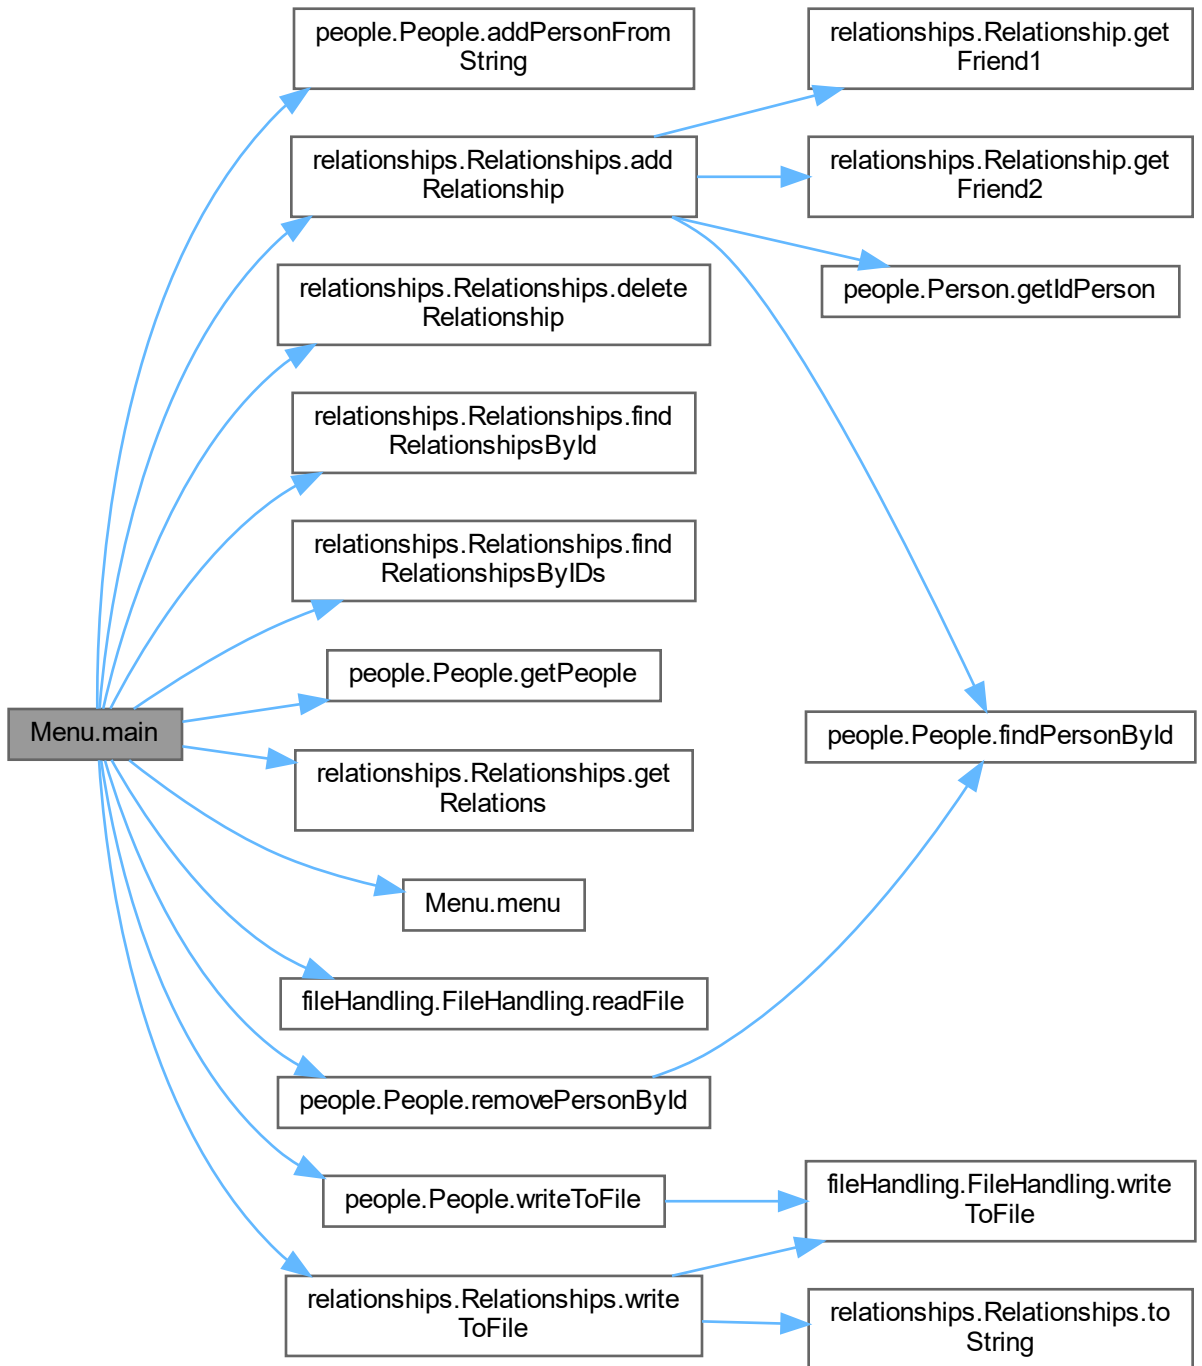 people.People.addPersonFrom
String
relationships.Relationship.get
Friend1
relationships.Relationships.add
Relationship
relationships.Relationship.get
Friend2
people.Person.getIdPerson
relationships.Relationships.delete
Relationship
relationships.Relationships.find
RelationshipsById
relationships.Relationships.find
RelationshipsByIDs
people.People.getPeople
Menu.main
people.People.findPersonById
relationships.Relationships.get
Relations
Menu.menu
fileHandling.FileHandling.readFile
people.People.removePersonById
people.People.writeToFile
fileHandling.FileHandling.write
ToFile
relationships.Relationships.write
ToFile
relationships.Relationships.to
String